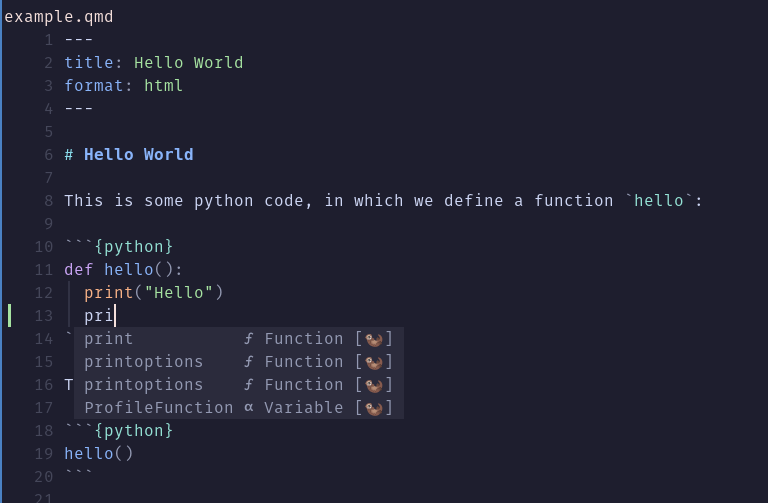 example.qmd
1 ---
2 title: Hello World
3 format: html
4 ---
5
6 # Hello World
7
8 This is some python code, in which we define a function `hello`:
9
10 ```{python}
11 def hello():
12 print("Hello")
13 pri
14 ` print ƒ Function [🦦]
15 printoptions ƒ Function [🦦]
16 T printoptions ƒ Function [🦦]
17 ProfileFunction α Variable [🦦]
18 ```{python}
19 hello()
20 ```
21